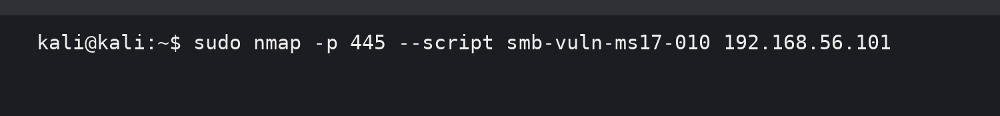 kali@kali:~$ sudo nmap -p 445 --script smb-vuln-ms17-010 192.168.56.101